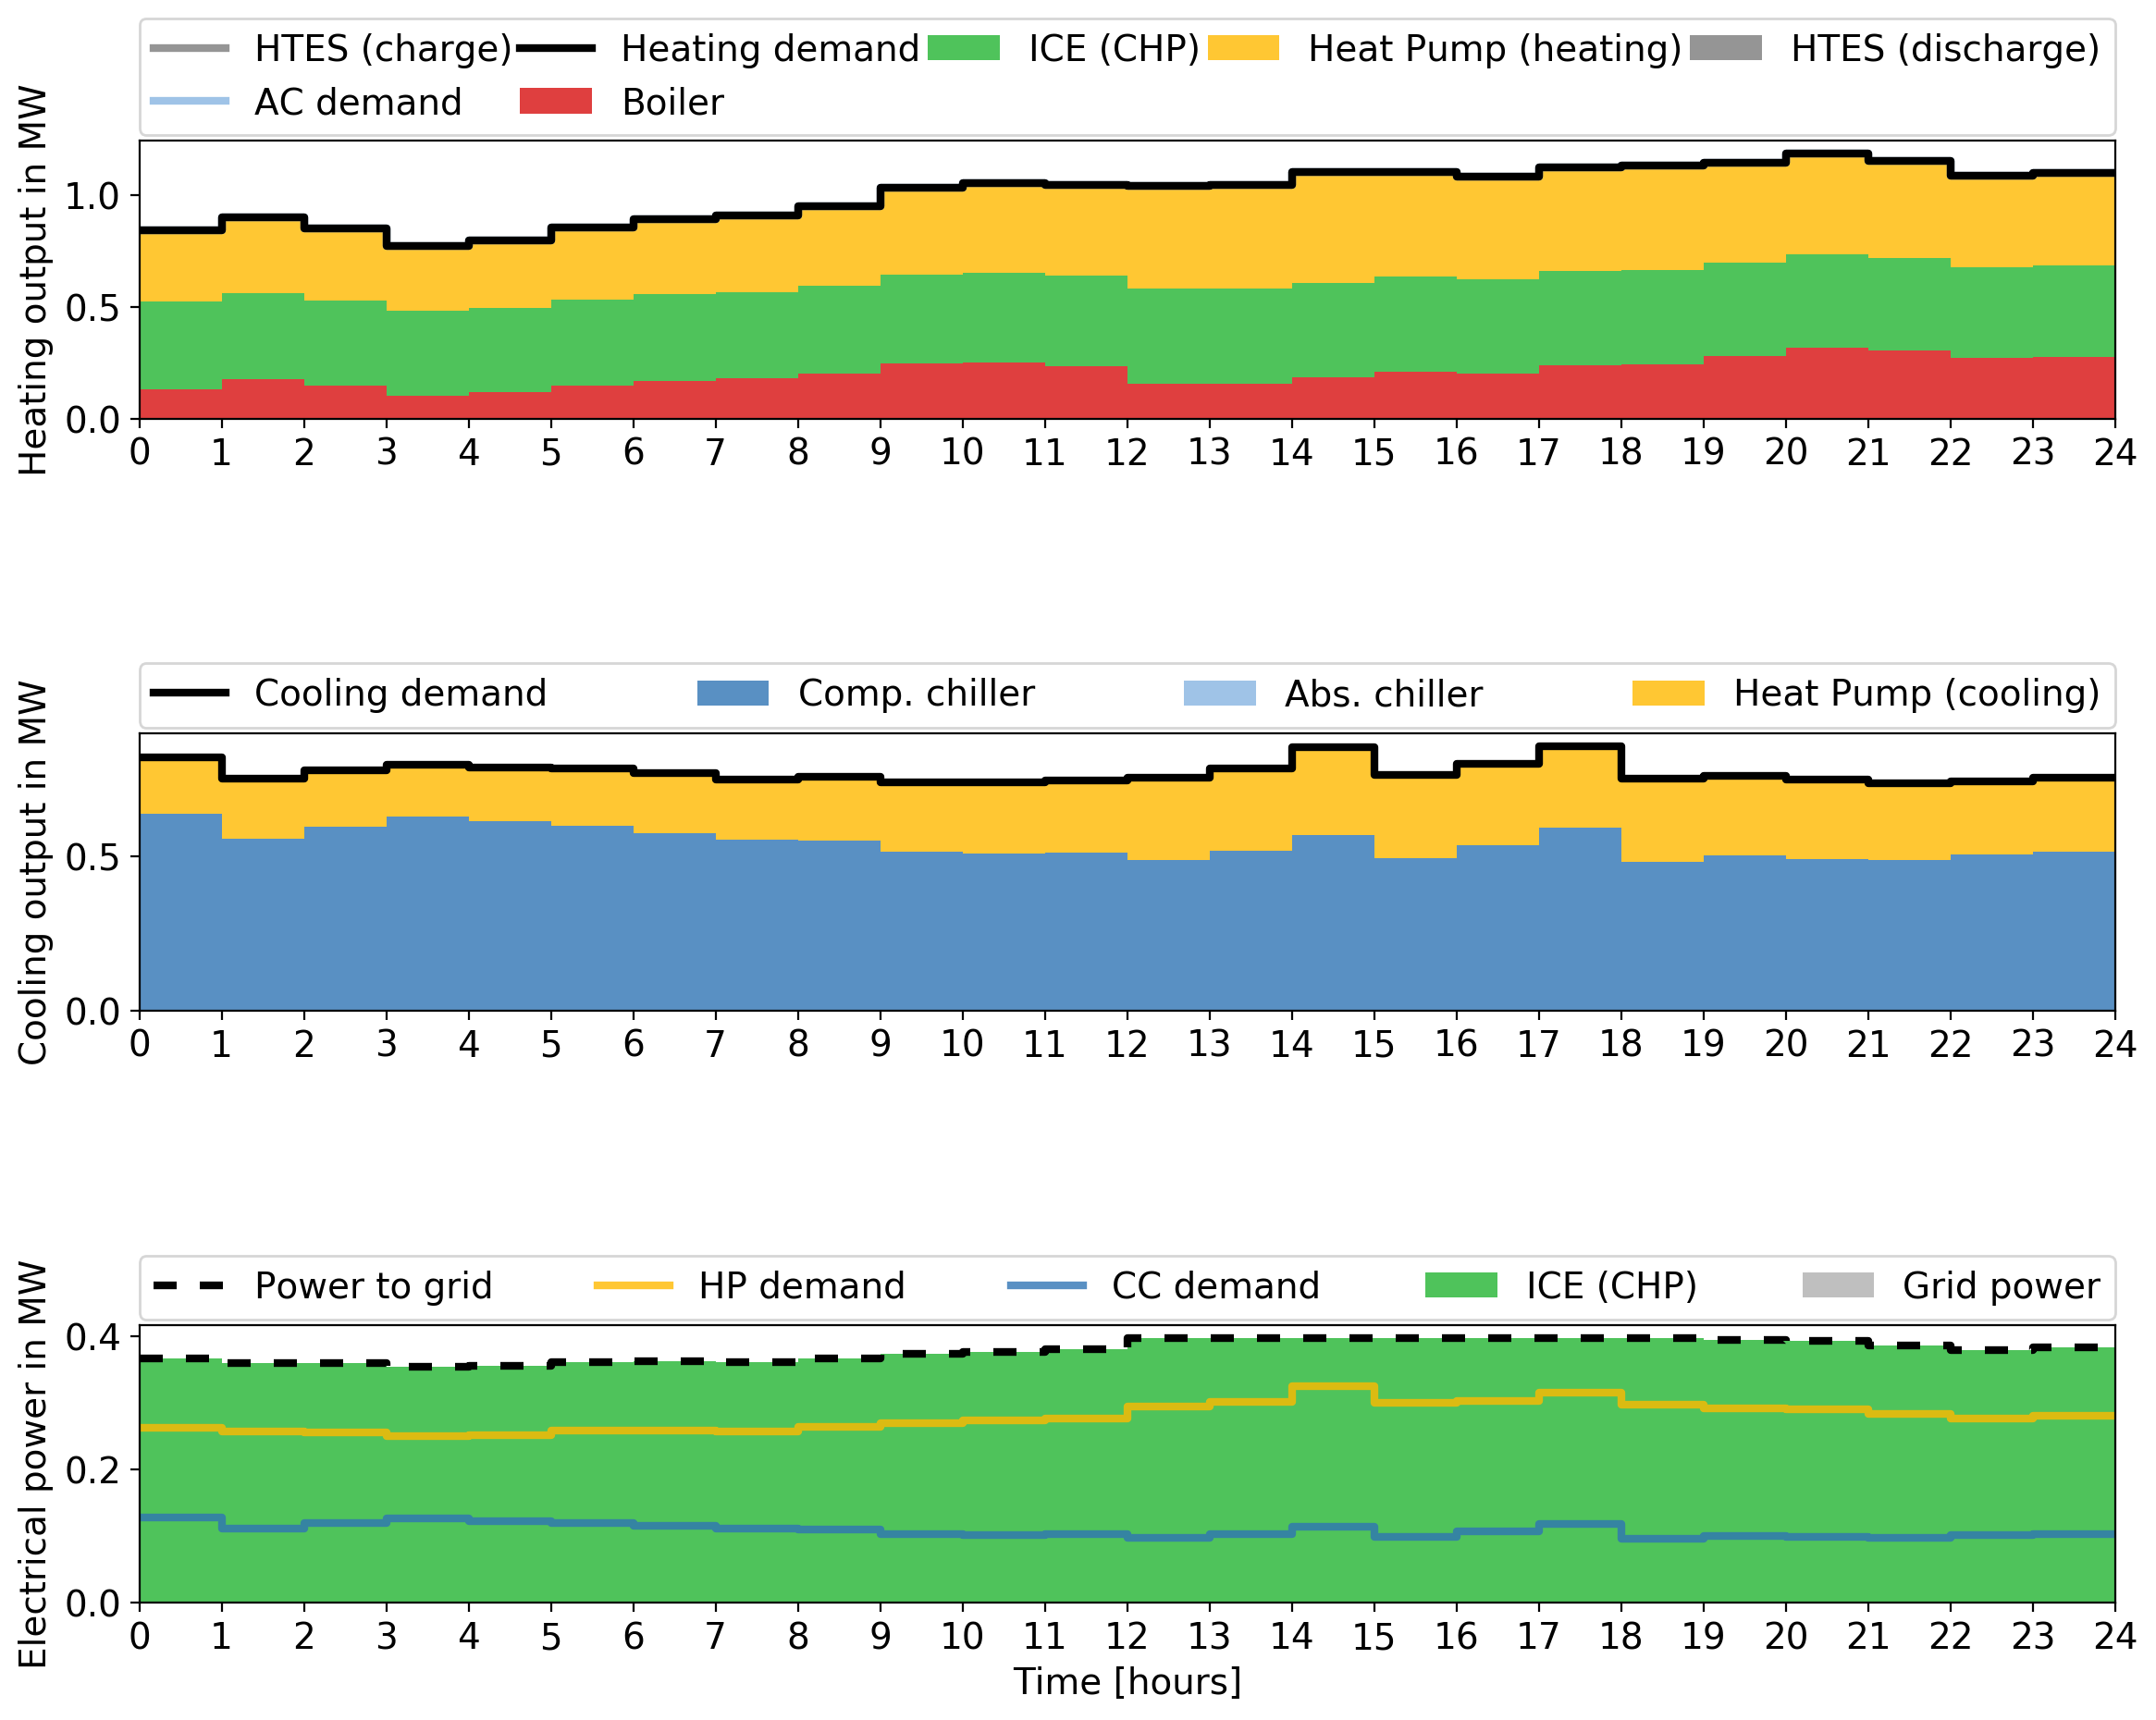 HTES (charge) Heating demand ICE (CHP) Heat Pump (heating) HTES (discharge)
AC demand Boiler
Heating output in MW
1.0
0.5
0.0
0 1 2 3 4 5 6 7 8 9 10 11 12 13 14 15 16 17 18 19 20 21 22 23 24
Cooling demand Comp. chiller Abs. chiller Heat Pump (cooling)
Cooling output in MW
0.5
0.0
0 1 2 3 4 5 6 7 8 9 10 11 12 13 14 15 16 17 18 19 20 21 22 23 24
Power to grid HP demand CC demand ICE (CHP) Grid power
Electrical power in MW
0.4
0.2
0.0
0 1 2 3 4 5 6 7 8 9 10 11 12 13 14 15 16 17 18 19 20 21 22 23 24
Time [hours]